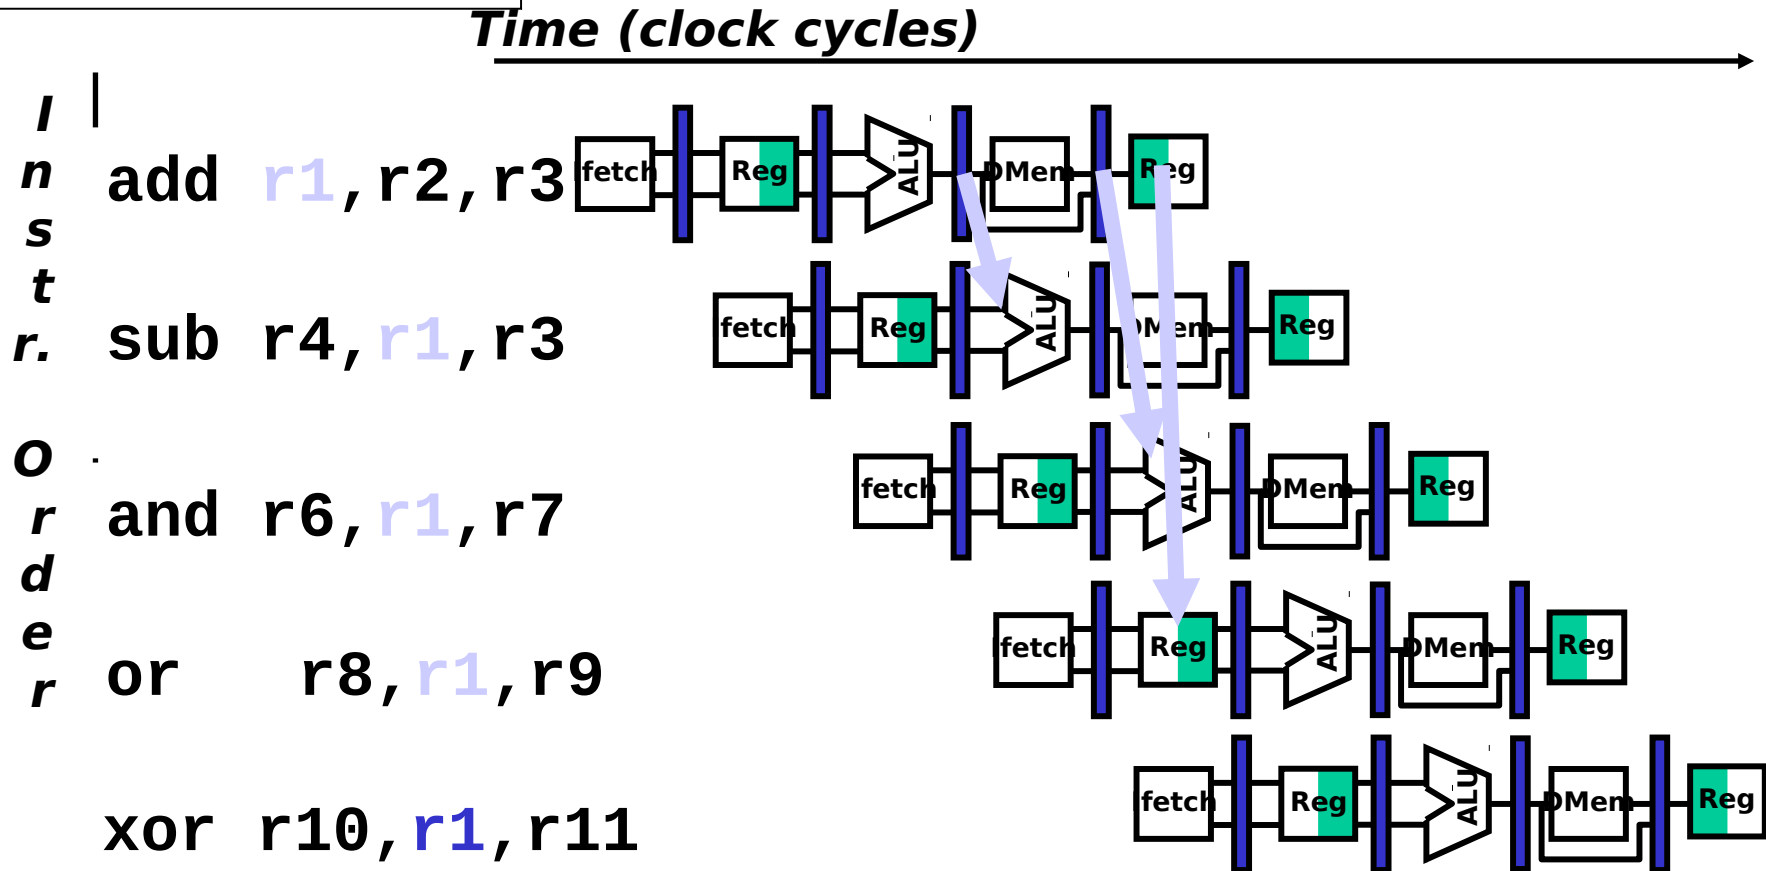 Time (clock cycles)
Instr. Order
add r1,r2,r3
fetch Reg ALU DMem Reg
sub r4,r1,r3
fetch Reg ALU DMem Reg
and r6,r1,r7
fetch Reg ALU DMem Reg
or r8,r1,r9
fetch Reg ALU DMem Reg
xor r10,r1,r11
fetch Reg ALU DMem Reg